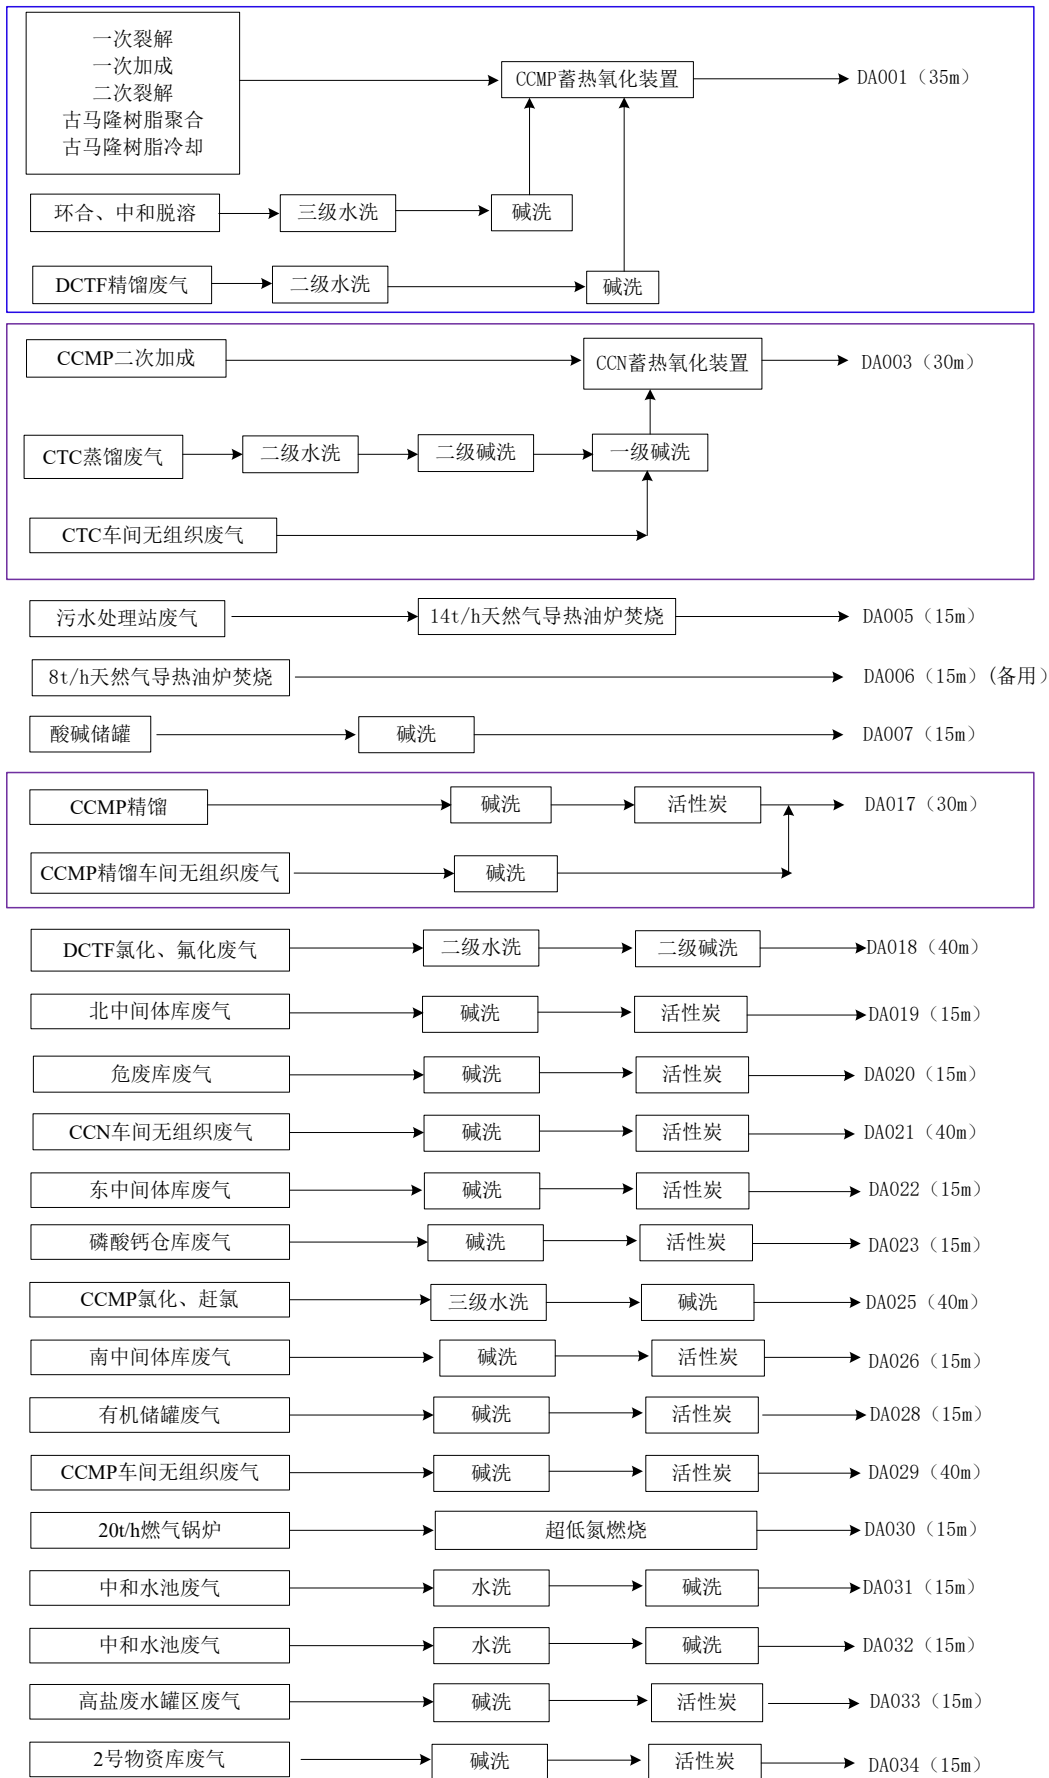 一次裂解
一次加成
二次裂解
古马隆树脂聚合
古马隆树脂冷却
CCMP蓄热氧化装置
DA001（35m）
环合、中和脱溶
三级水洗
碱洗
DCTF精馏废气
二级水洗
碱洗
CCMP二次加成
CCN蓄热氧化装置
DA003（30m）
CTC蒸馏废气
二级水洗
二级碱洗
一级碱洗
CTC车间无组织废气
污水处理站废气
14t/h天然气导热油炉焚烧
DA005（15m）
8t/h天然气导热油炉焚烧
DA006（15m）(备用）
酸碱储罐
碱洗
DA007（15m）
CCMP精馏
碱洗
活性炭
DA017（30m）
CCMP精馏车间无组织废气
碱洗
DCTF氯化、氟化废气
二级水洗
二级碱洗
DA018（40m）
北中间体库废气
碱洗
活性炭
DA019（15m）
危废库废气
碱洗
活性炭
DA020（15m）
CCN车间无组织废气
碱洗
活性炭
DA021（40m）
东中间体库废气
碱洗
活性炭
DA022（15m）
磷酸钙仓库废气
碱洗
活性炭
DA023（15m）
CCMP氯化、赶氯
三级水洗
碱洗
DA025（40m）
南中间体库废气
碱洗
活性炭
DA026（15m）
有机储罐废气
碱洗
活性炭
DA028（15m）
CCMP车间无组织废气
碱洗
活性炭
DA029（40m）
20t/h燃气锅炉
超低氮燃烧
DA030（15m）
中和水池废气
水洗
碱洗
DA031（15m）
中和水池废气
水洗
碱洗
DA032（15m）
高盐废水罐区废气
碱洗
活性炭
DA033（15m）
2号物资库废气
碱洗
活性炭
DA034（15m）